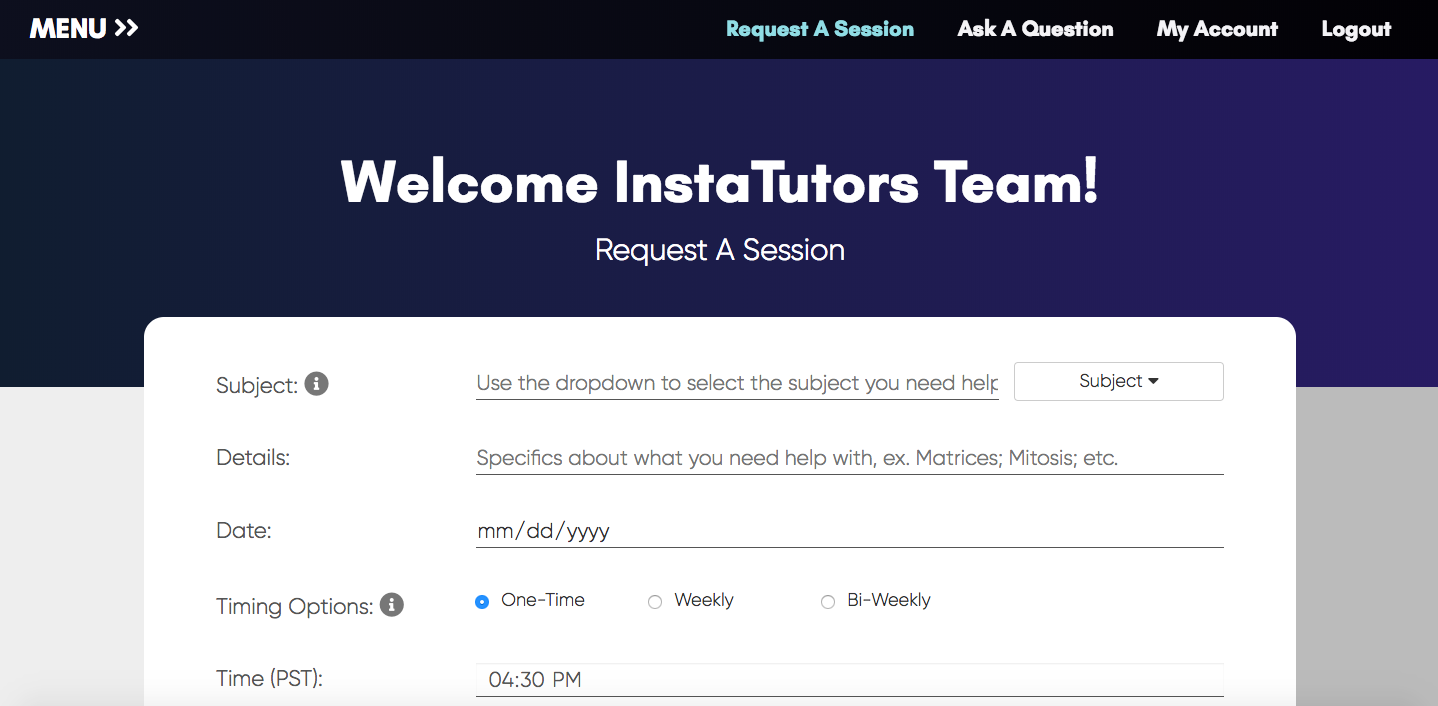 MENU >>
Request A Session
Ask A Question
My Account
Logout
Welcome InstaTutors Team!
Request A Session
Subject:
Use the dropdown to select the subject you need help
Subject
Details:
Specifics about what you need help with, ex. Matrices; Mitosis; etc.
Date:
mm/dd/yyyy
Timing Options:
One-Time
Weekly
Bi-Weekly
Time (PST):
04:30 PM